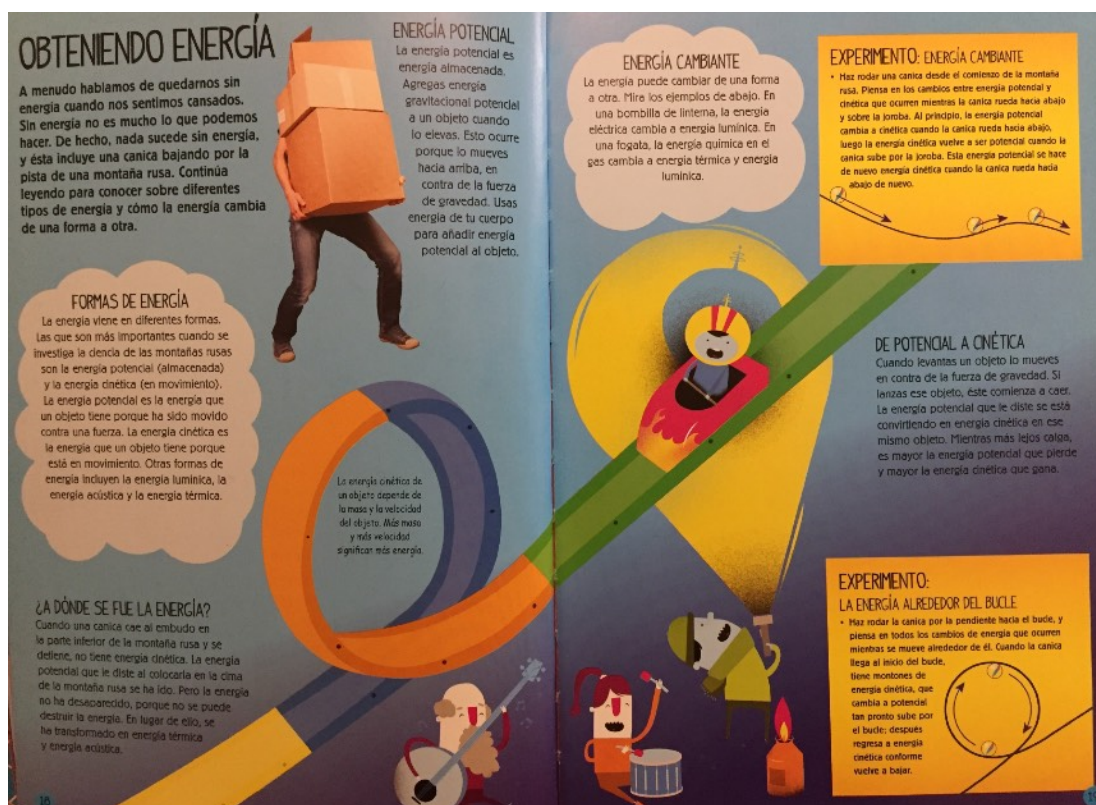 OBTENIENDO ENERGÍA
A menudo hablamos de quedarnos sin
energía cuando nos sentimos cansados.
Sin energía no es mucho lo que podemos
hacer. De hecho, nada sucede sin energía,
y ésta incluye una canica bajando por la
pista de una montaña rusa. Continúa
leyendo para conocer sobre diferentes
tipos de energía y cómo la energía cambia
de una forma a otra.
ENERGÍA POTENCIAL
La energía potencial es
energía almacenada.
Agregas energía
gravitacional potencial
a un objeto cuando
lo elevas. Esto ocurre
porque lo mueves
hacia arriba, en
contra de la fuerza
de gravedad. Usas
energía de tu cuerpo
para añadir energía
potencial al objeto.
FORMAS DE ENERGÍA
La energía viene en diferentes formas.
Las que son más importantes cuando se
investiga la ciencia de las montañas rusas
son la energía potencial (almacenada)
y la energía cinética (en movimiento).
La energía potencial es la energía que
un objeto tiene porque ha sido movido
contra una fuerza. La energía cinética es
la energía que un objeto tiene porque
está en movimiento. Otras formas de
energía incluyen la energía lumínica, la
energía acústica y la energía térmica.
La energía cinética de
un objeto depende de
la masa y la velocidad
del objeto. Más masa
y más velocidad
significan más energía.
¿A DÓNDE SE FUE LA ENERGÍA?
Cuando una canica cae al embudo en
la parte inferior de la montaña rusa y se
detiene, no tiene energía cinética. La energía
potencial que le diste al colocarla en la cima
de la montaña rusa se ha ido. Pero la energía
no ha desaparecido, porque no se puede
destruir la energía. En lugar de ello, se
ha transformado en energía térmica
y energía acústica.
16
ENERGÍA CAMBIANTE
La energía puede cambiar de una forma
a otra. Mira los ejemplos de abajo. En
una bombilla de linterna, la energía
eléctrica cambia a energía lumínica. En
una fogata, la energía química en el
gas cambia a energía térmica y energía
lumínica.
EXPERIMENTO: ENERGÍA CAMBIANTE
• Haz rodar una canica desde el comienzo de la montaña
rusa. Piensa en los cambios entre energía potencial y
cinética que ocurren mientras la canica rueda hacia abajo
y sobre la joroba. Al principio, la energía potencial
cambia a cinética cuando la canica rueda hacia abajo,
luego la energía cinética vuelve a ser potencial cuando la
canica sube por la joroba. Esta energía potencial se hace
de nuevo energía cinética cuando la canica rueda hacia
abajo de nuevo.
DE POTENCIAL A CINÉTICA
Cuando levantas un objeto lo mueves
en contra de la fuerza de gravedad. Si
lanzas ese objeto, éste comienza a caer.
La energía potencial que le diste se está
convirtiendo en energía cinética en ese
mismo objeto. Mientras más lejos caiga,
es mayor la energía potencial que pierde
y mayor la energía cinética que gana.
EXPERIMENTO:
LA ENERGÍA ALREDEDOR DEL BUCLE
• Haz rodar la canica por la pendiente hacia el bucle, y
piensa en todos los cambios de energía que ocurren
mientras se mueve alrededor de él. Cuando la canica
llega al inicio del bucle,
tiene montones de
energía cinética, que
cambia a potencial
tan pronto sube por
el bucle; después
regresa a energía
cinética conforme
vuelve a bajar.